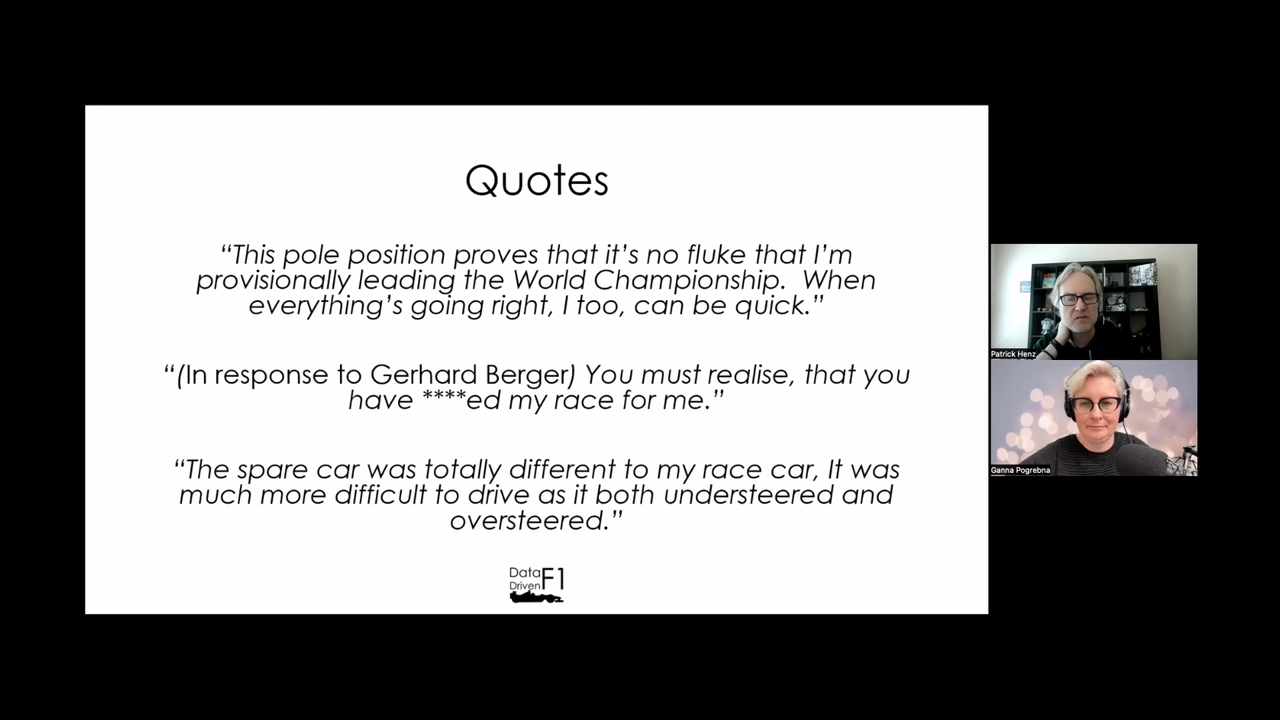 Quotes
“This pole position proves that it’s no fluke that I’m
provisionally leading the World Championship.  When
everything’s going right, I too, can be quick.”
“(In response to Gerhard Berger) You must realise, that you
have ****ed my race for me.”
“The spare car was totally different to my race car, It was
much more difficult to drive as it both understeered and
oversteered.”
Data
Driven
F1
Patrick Henz
Ganna Pogrebna